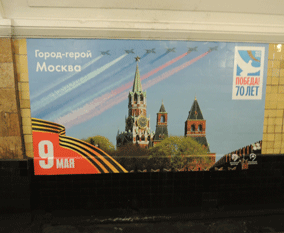 Город-герой
Москва
ПОБЕДА!
70 ЛЕТ
9
МАЯ